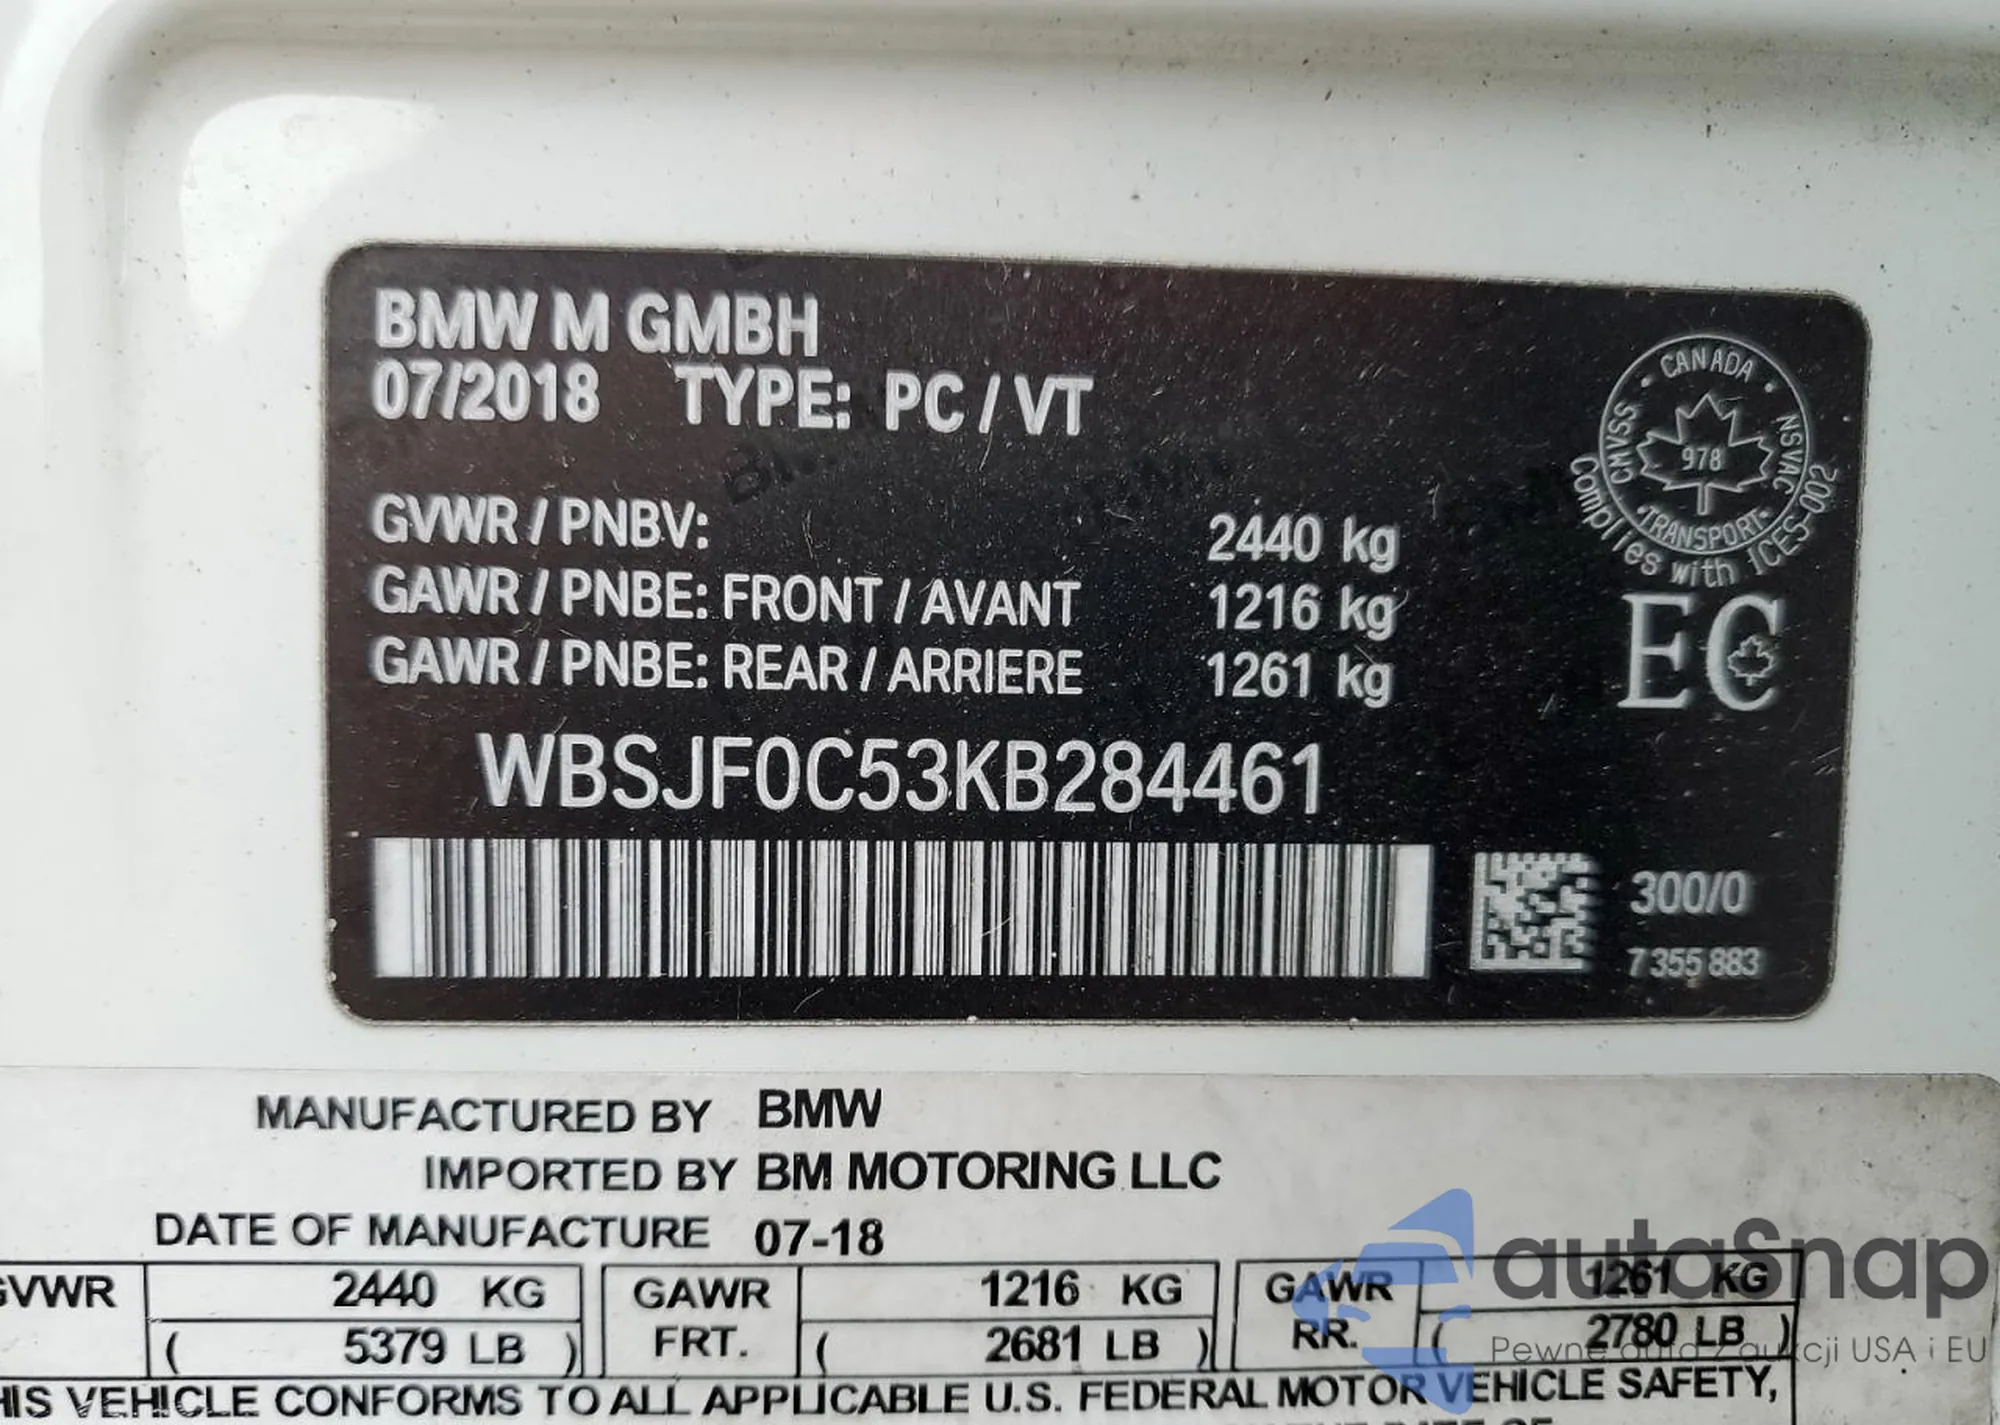 BMW M GMBH
07/2018 TYPE: PC / VT
CANADA
CMVSS
NSVAC
978
TRANSPORT
Complies with ICES-002
GVWR / PNBV: 2440 kg
GAWR / PNBE: FRONT / AVANT 1216 kg
GAWR / PNBE: REAR / ARRIERE 1261 kg
EC
WBSJF0C53KB284461
300/0
7 355 883
MANUFACTURED BY BMW
IMPORTED BY BM MOTORING LLC
DATE OF MANUFACTURE 07-18
GVWR 2440 KG GAWR 1216 KG GAWR 1261 KG
( 5379 LB ) FRT. ( 2681 LB ) RR. ( 2780 LB )
HIS VEHICLE CONFORMS TO ALL APPLICABLE U.S. FEDERAL MOTOR VEHICLE SAFETY,
autoSnap
Pewne auta z aukcji USA i EU